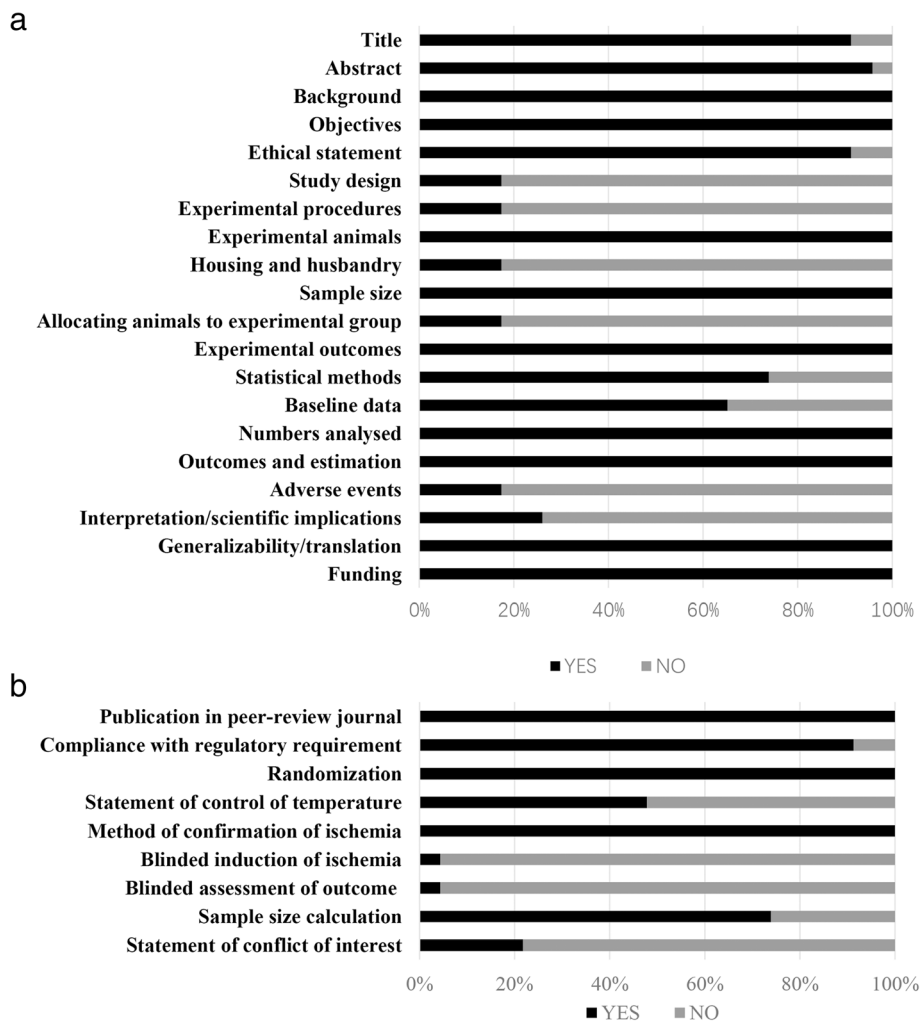 a
Title
Abstract
Background
Objectives
Ethical statement
Study design
Experimental procedures
Experimental animals
Housing and husbandry
Sample size
Allocating animals to experimental group
Experimental outcomes
Statistical methods
Baseline data
Numbers analysed
Outcomes and estimation
Adverse events
Interpretation/scientific implications
Generalizability/translation
Funding
0% 20% 40% 60% 80% 100%
YES NO
b
Publication in peer-review journal
Compliance with regulatory requirement
Randomization
Statement of control of temperature
Method of confirmation of ischemia
Blinded induction of ischemia
Blinded assessment of outcome
Sample size calculation
Statement of conflict of interest
0% 20% 40% 60% 80% 100%
YES NO